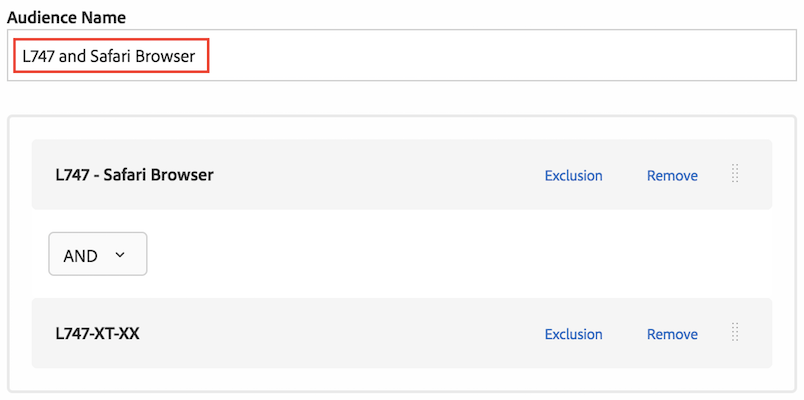 Audience Name
L747 and Safari Browser
L747 - Safari Browser Exclusion Remove
AND
L747-XT-XX Exclusion Remove